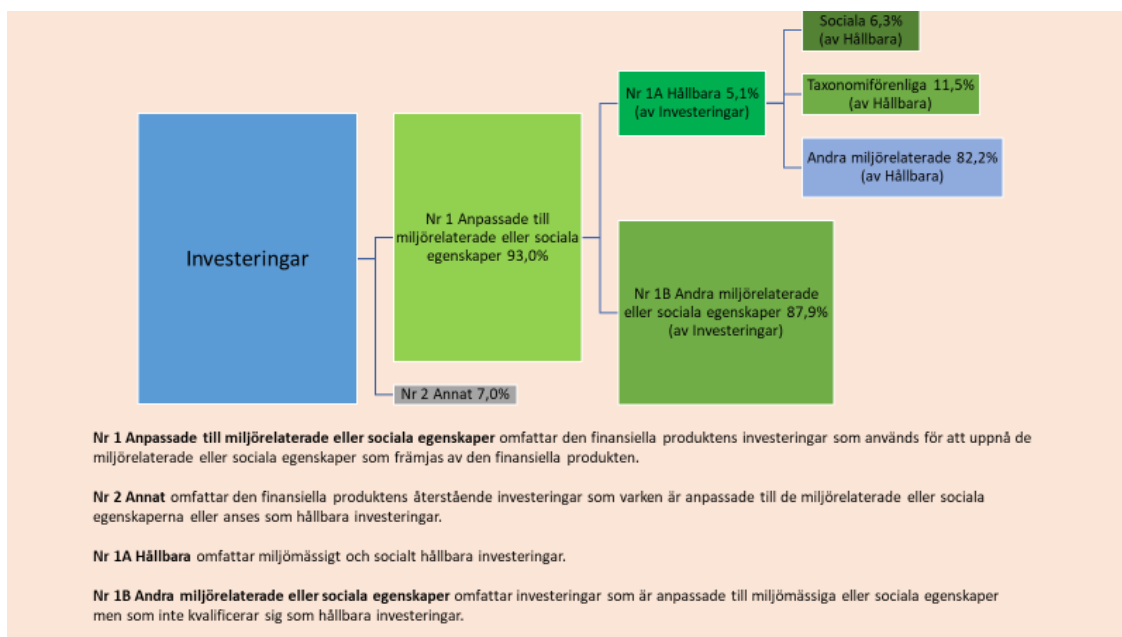 Sociala 6,3%
(av Hållbara)
Nr 1A Hållbara 5,1%
(av Investeringar)
Taxonomiförenliga 11,5%
(av Hållbara)
Andra miljörelaterade 82,2%
(av Hållbara)
Investeringar
Nr 1 Anpassade till
miljörelaterade eller sociala
egenskaper 93,0%
Nr 1B Andra miljörelaterade
eller sociala egenskaper 87,9%
(av Investeringar)
Nr 2 Annat 7,0%
Nr 1 Anpassade till miljörelaterade eller sociala egenskaper omfattar den finansiella produktens investeringar som används för att uppnå de
miljörelaterade eller sociala egenskaper som främjas av den finansiella produkten.
Nr 2 Annat omfattar den finansiella produktens återstående investeringar som varken är anpassade till de miljörelaterade eller sociala
egenskaperna eller anses som hållbara investeringar.
Nr 1A Hållbara omfattar miljömässigt och socialt hållbara investeringar.
Nr 1B Andra miljörelaterade eller sociala egenskaper omfattar investeringar som är anpassade till miljömässiga eller sociala egenskaper
men som inte kvalificerar sig som hållbara investeringar.